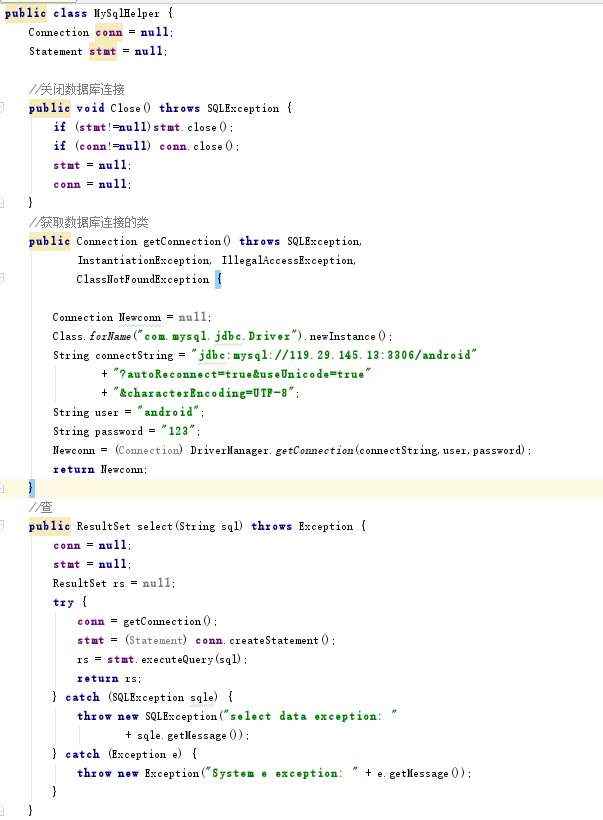 public class MySqlHelper {
Connection conn = null;
Statement stmt = null;
//关闭数据库连接
public void Close() throws SQLException {
if (stmt!=null)stmt.close();
if (conn!=null) conn.close();
stmt = null;
conn = null;
}
//获取数据库连接的类
public Connection getConnection() throws SQLException,
InstantiationException, IllegalAccessException,
ClassNotFoundException {
Connection Newconn = null;
Class.forName("com.mysql.jdbc.Driver").newInstance();
String connectString = "jdbc:mysql://119.29.145.13:3306/android"
+ "?autoReconnect=true&useUnicode=true"
+ "&characterEncoding=UTF-8";
String user = "android";
String password = "123";
Newconn = (Connection) DriverManager.getConnection(connectString,user,password);
return Newconn;
}
//查
public ResultSet select(String sql) throws Exception {
conn = null;
stmt = null;
ResultSet rs = null;
try {
conn = getConnection();
stmt = (Statement) conn.createStatement();
rs = stmt.executeQuery(sql);
return rs;
} catch (SQLException sqle) {
throw new SQLException("select data exception: "
+ sqle.getMessage());
} catch (Exception e) {
throw new Exception("System e exception: " + e.getMessage());
}
}